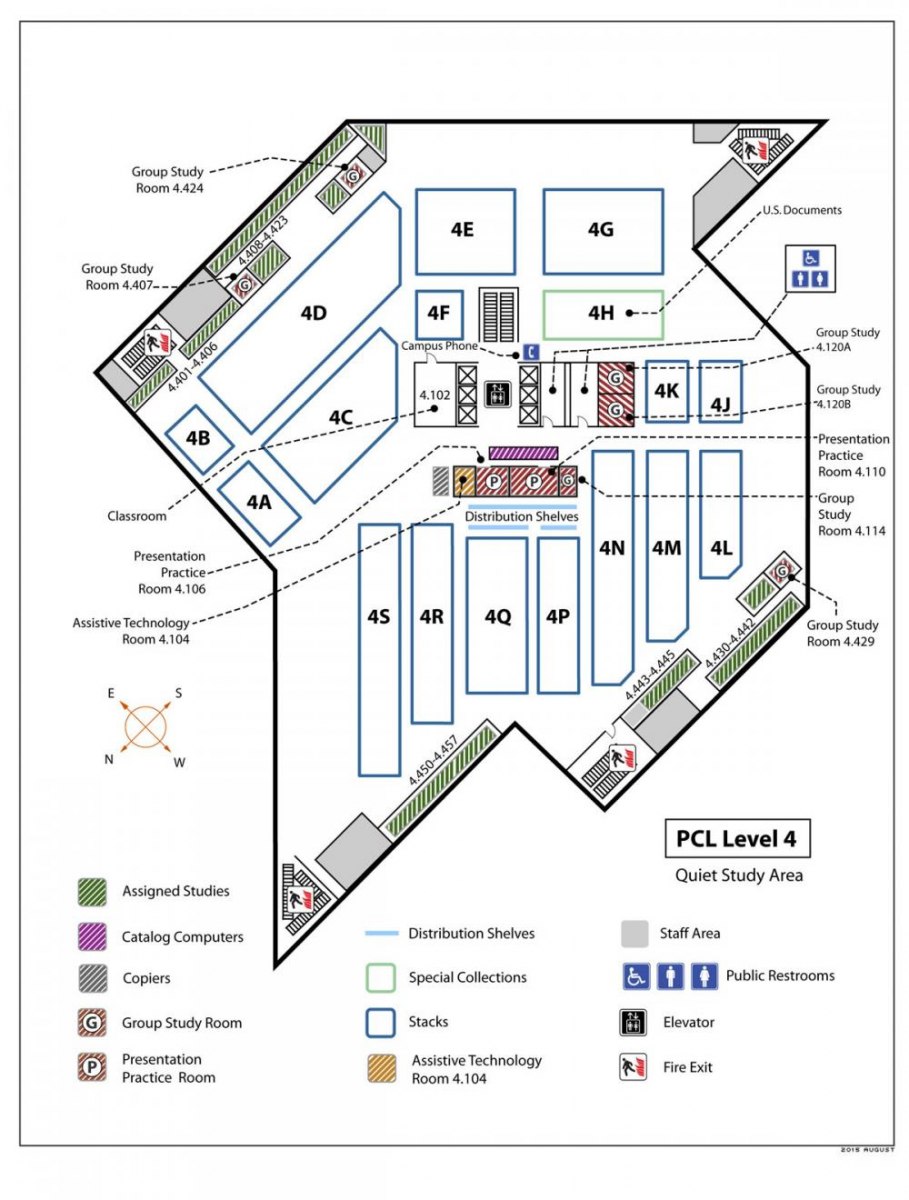 Group Study
Room 4.424
4E
4G
U.S. Documents
4.408-4.423
Group Study
Room 4.407
4D
4F
4H
Campus Phone
Group Study
4.120A
4.401-4.406
4.102
4K
4J
Group Study
4.120B
4B
4C
G
G
G
G
Presentation
Practice
Room 4.110
4A
P
P
G
Classroom
Distribution Shelves
Group
Study
Room 4.114
Presentation
Practice
Room 4.106
4N
4M
4L
G
Assistive Technology
Room 4.104
4S
4R
4Q
4P
Group Study
Room 4.429
4.430-4.442
4.443-4.445
E
S
N
W
4.450-4.457
PCL Level 4
Quiet Study Area
Assigned Studies
Catalog Computers
Copiers
G
Group Study Room
P
Presentation
Practice Room
Distribution Shelves
Special Collections
Stacks
Assistive Technology
Room 4.104
Staff Area
Public Restrooms
Elevator
Fire Exit
2015 AUGUST